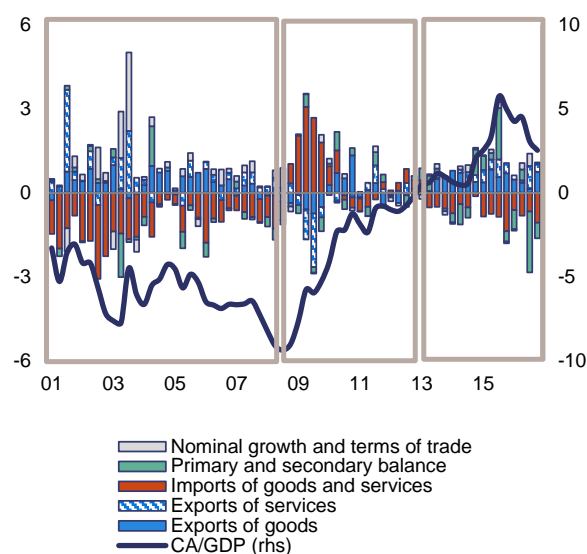 6 10
3 5
0 0
-3 -5
-6 -10
01 03 05 07 09 11 13 15
Nominal growth and terms of trade
Primary and secondary balance
Imports of goods and services
Exports of services
Exports of goods
CA/GDP (rhs)